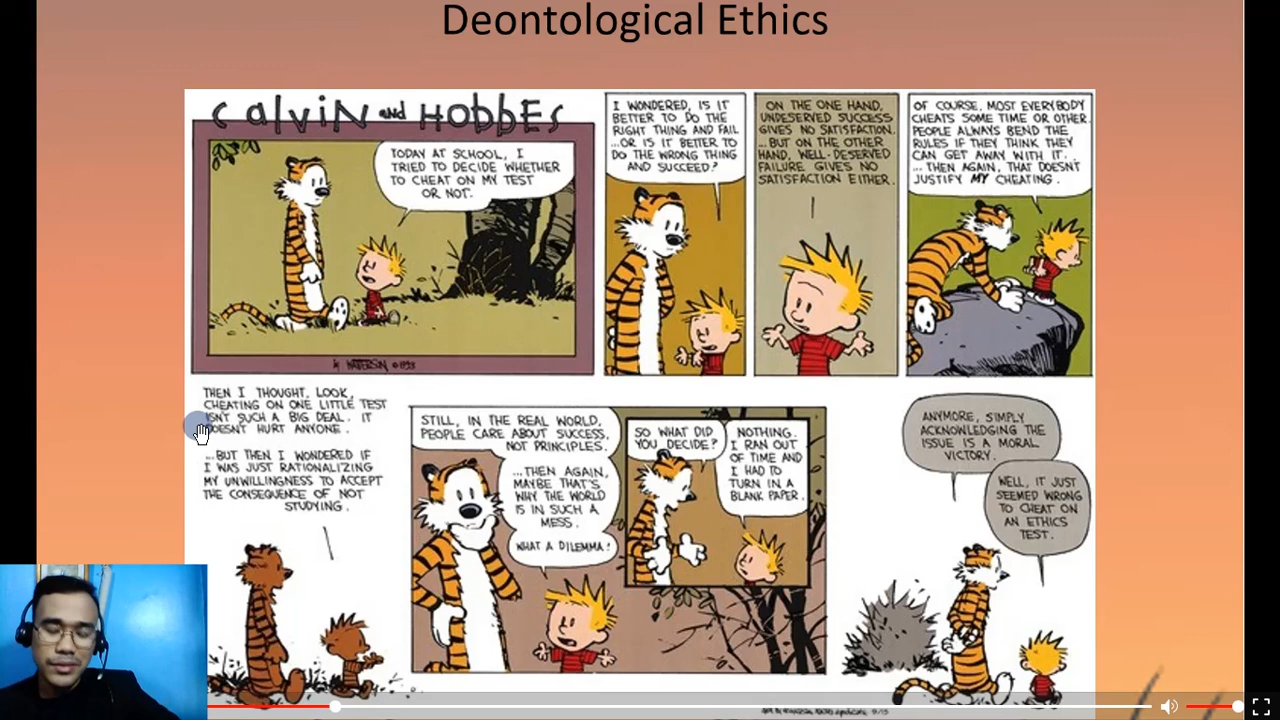 Deontological Ethics
calvin and HobbEs
TODAY AT SCHOOL, I
TRIED TO DECIDE WHETHER
TO CHEAT ON MY TEST
OR NOT.
by WATTERSON ©1993
I WONDERED, IS IT
BETTER TO DO THE
RIGHT THING AND FAIL
...OR IS IT BETTER TO
DO THE WRONG THING
AND SUCCEED?
ON THE ONE HAND,
UNDESERVED SUCCESS
GIVES NO SATISFACTION.
...BUT ON THE OTHER
HAND, WELL-DESERVED
FAILURE GIVES NO
SATISFACTION EITHER.
OF COURSE, MOST EVERYBODY
CHEATS SOME TIME OR OTHER.
PEOPLE ALWAYS BEND THE
RULES IF THEY THINK THEY
CAN GET AWAY WITH IT.
...THEN AGAIN, THAT DOESN'T
JUSTIFY MY CHEATING.
THEN I THOUGHT, LOOK,
CHEATING ON ONE LITTLE TEST
ISN'T SUCH A BIG DEAL. IT
DOESN'T HURT ANYONE.
...BUT THEN I WONDERED IF
I WAS JUST RATIONALIZING
MY UNWILLINGNESS TO ACCEPT
THE CONSEQUENCE OF NOT
STUDYING.
STILL, IN THE REAL WORLD,
PEOPLE CARE ABOUT SUCCESS,
NOT PRINCIPLES.
...THEN AGAIN,
MAYBE THAT'S
WHY THE WORLD
IS IN SUCH A
MESS.
WHAT A DILEMMA!
SO WHAT DID
YOU DECIDE?
NOTHING.
I RAN OUT
OF TIME AND
I HAD TO
TURN IN A
BLANK PAPER.
ANYMORE, SIMPLY
ACKNOWLEDGING THE
ISSUE IS A MORAL
VICTORY.
WELL, IT JUST
SEEMED WRONG
TO CHEAT ON
AN ETHICS
TEST.